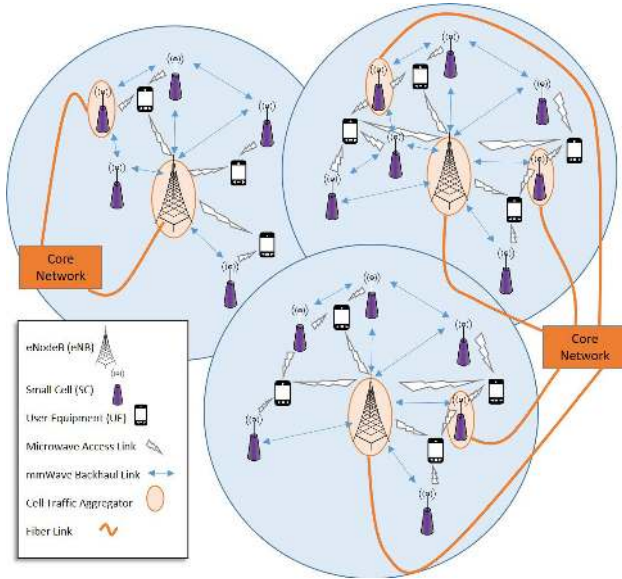 Core
Network
Core
Network
eNodeB (eNB)
Small Cell (SC)
User Equipment (UE)
Microwave Access Link
mmWave Backhaul Link
Cell Traffic Aggregator
Fiber Link